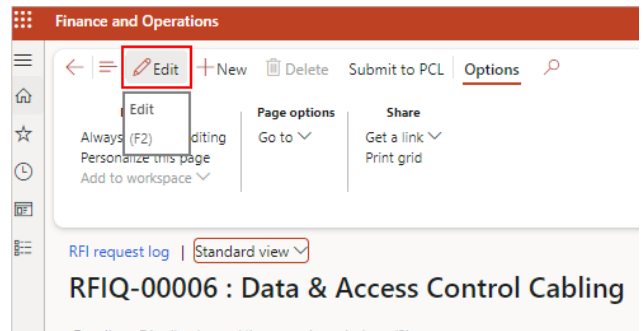 Finance and Operations
Edit New Delete Submit to PCL Options
Edit
(F2)
Page options Share
Always diting Go to Get a link
Personalize this page Print grid
Add to workspace
RFI request log | Standard view
RFIQ-00006 : Data & Access Control Cabling